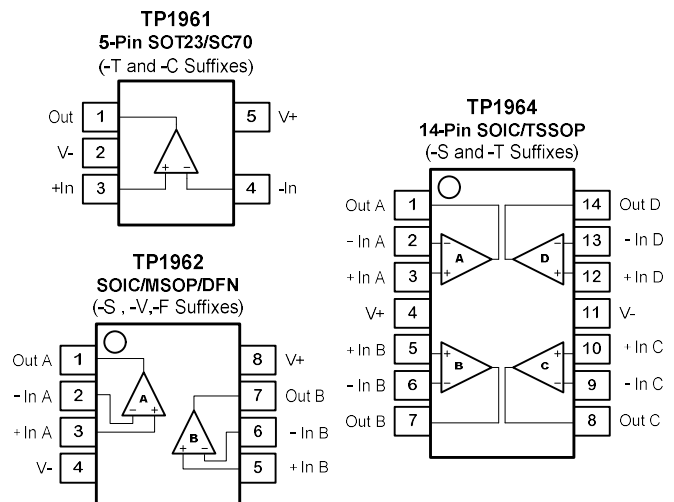 TP1961
5-Pin SOT23/SC70
(-T and -C Suffixes)
Out 1 5 V+
V- 2
+In 3 4 -In
+ −
TP1962
SOIC/MSOP/DFN
(-S , -V,-F Suffixes)
Out A 1 8 V+
- In A 2 7 Out B
+ In A 3 6 - In B
V- 4 5 + In B
A
− +
B
+ −
TP1964
14-Pin SOIC/TSSOP
(-S and -T Suffixes)
Out A 1 14 Out D
- In A 2 13 - In D
+ In A 3 12 + In D
V+ 4 11 V-
+ In B 5 10 + In C
- In B 6 9 - In C
Out B 7 8 Out C
− A D −
+ +
+ B C +
− −